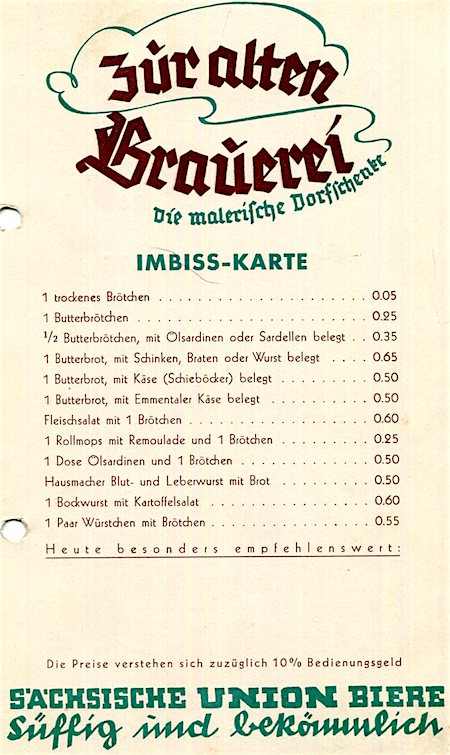 Zur alten
Brauerei
Die malerische Dorfschenke
IMBISS-KARTE
1 trockenes Brötchen . . . . . . . . . . . . . . . . . . . . . . . . 0.05
1 Butterbrötchen . . . . . . . . . . . . . . . . . . . . . . . . . . 0.25
1/2 Butterbrötchen, mit Ölsardinen oder Sardellen belegt . . 0.35
1 Butterbrot, mit Schinken, Braten oder Wurst belegt . . . . 0.65
1 Butterbrot, mit Käse (Schieböcker) belegt . . . . . . . . . 0.50
1 Butterbrot, mit Emmentaler Käse belegt . . . . . . . . . . 0.50
Fleischsalat mit 1 Brötchen . . . . . . . . . . . . . . . . . . . . 0.60
1 Rollmops mit Remoulade und 1 Brötchen . . . . . . . . . . 0.25
1 Dose Ölsardinen und 1 Brötchen . . . . . . . . . . . . . . 0.50
Hausmacher Blut- und Leberwurst mit Brot . . . . . . . . . 0.50
1 Bockwurst mit Kartoffelsalat . . . . . . . . . . . . . . . . . 0.60
1 Paar Würstchen mit Brötchen . . . . . . . . . . . . . . . . . 0.55
Heute besonders empfehlenswert:
Die Preise verstehen sich zuzüglich 10% Bedienungsgeld
SÄCHSISCHE UNION BIERE
süffig und bekömmlich